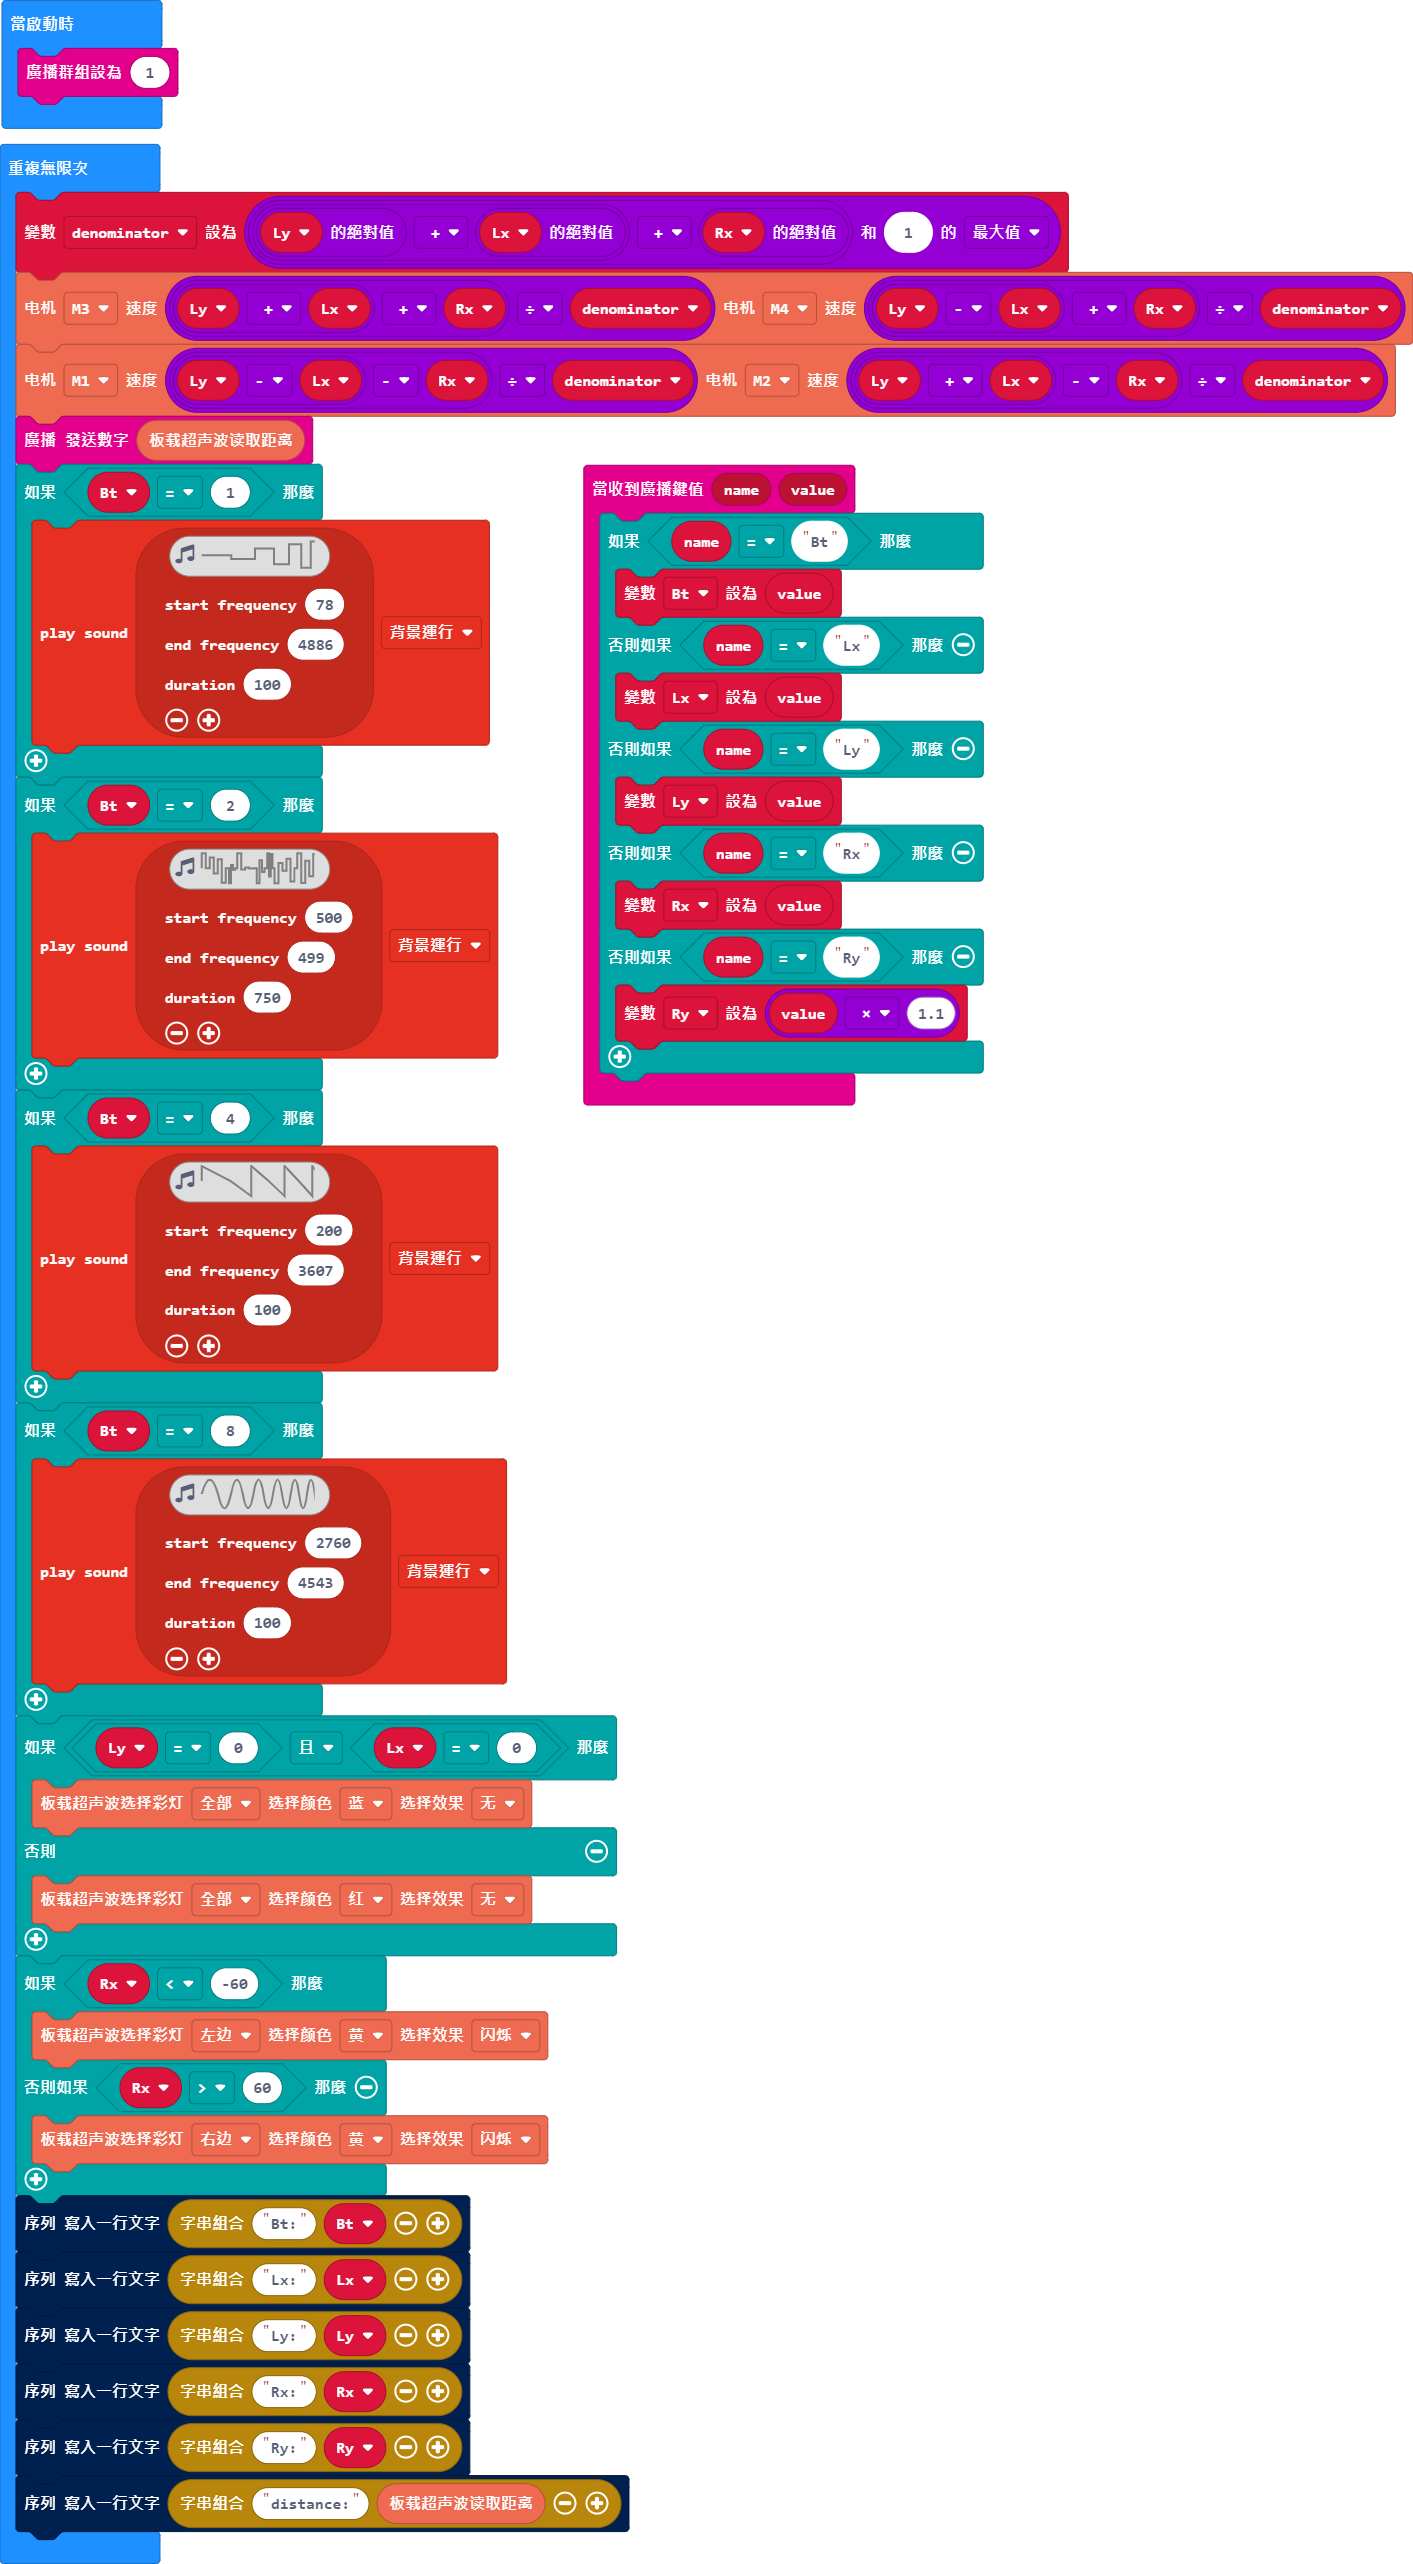 當啟動時
廣播群組設為 1
重複無限次
變數 denominator 設為 Ly 的絕對值 + Lx 的絕對值 + Rx 的絕對值 和 1 的 最大值
电机 M3 速度 Ly + Lx + Rx ÷ denominator 电机 M4 速度 Ly - Lx + Rx ÷ denominator
电机 M1 速度 Ly - Lx - Rx ÷ denominator 电机 M2 速度 Ly + Lx - Rx ÷ denominator
廣播 發送數字 板载超声波读取距离
如果 Bt = 1 那麼
play sound
start frequency 78
end frequency 4886
duration 100
背景運行
如果 Bt = 2 那麼
play sound
start frequency 500
end frequency 499
duration 750
背景運行
如果 Bt = 4 那麼
play sound
start frequency 200
end frequency 3607
duration 100
背景運行
如果 Bt = 8 那麼
play sound
start frequency 2760
end frequency 4543
duration 100
背景運行
如果 Ly = 0 且 Lx = 0 那麼
板载超声波选择彩灯 全部 选择颜色 蓝 选择效果 无
否則
板载超声波选择彩灯 全部 选择颜色 红 选择效果 无
如果 Rx < -60 那麼
板载超声波选择彩灯 左边 选择颜色 黄 选择效果 闪烁
否則如果 Rx > 60 那麼
板载超声波选择彩灯 右边 选择颜色 黄 选择效果 闪烁
序列 寫入一行文字 字串組合 "Bt:" Bt
序列 寫入一行文字 字串組合 "Lx:" Lx
序列 寫入一行文字 字串組合 "Ly:" Ly
序列 寫入一行文字 字串組合 "Rx:" Rx
序列 寫入一行文字 字串組合 "Ry:" Ry
序列 寫入一行文字 字串組合 "distance:" 板载超声波读取距离
當收到廣播鍵值 name value
如果 name = "Bt" 那麼
變數 Bt 設為 value
否則如果 name = "Lx" 那麼
變數 Lx 設為 value
否則如果 name = "Ly" 那麼
變數 Ly 設為 value
否則如果 name = "Rx" 那麼
變數 Rx 設為 value
否則如果 name = "Ry" 那麼
變數 Ry 設為 value × 1.1